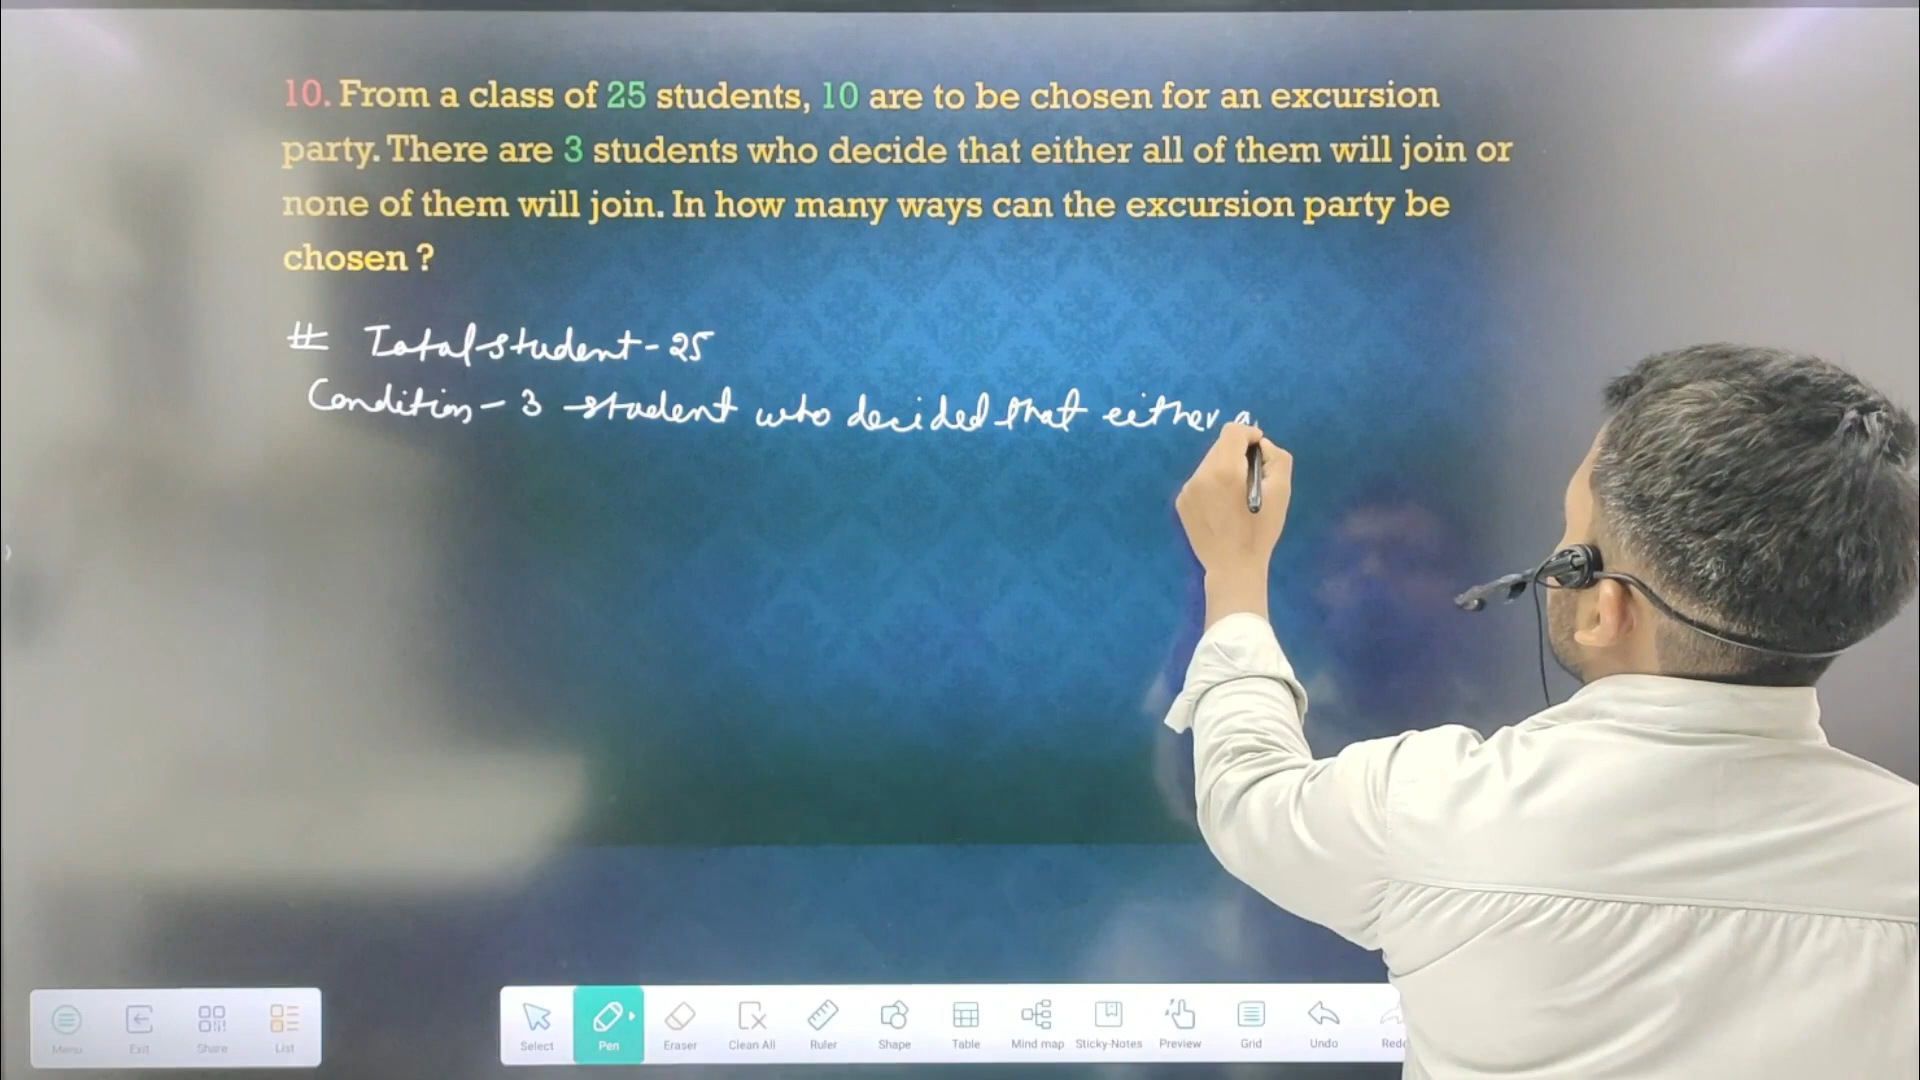 10. From a class of 25 students, 10 are to be chosen for an excursion
party. There are 3 students who decide that either all of them will join or
none of them will join. In how many ways can the excursion party be
chosen ?
# Total student - 25
Condition - 3 student who decided that either a
Menu Exit Share List
Select Pen Eraser Clean All Ruler Shape Table Mind map Sticky-Notes Preview Grid Undo